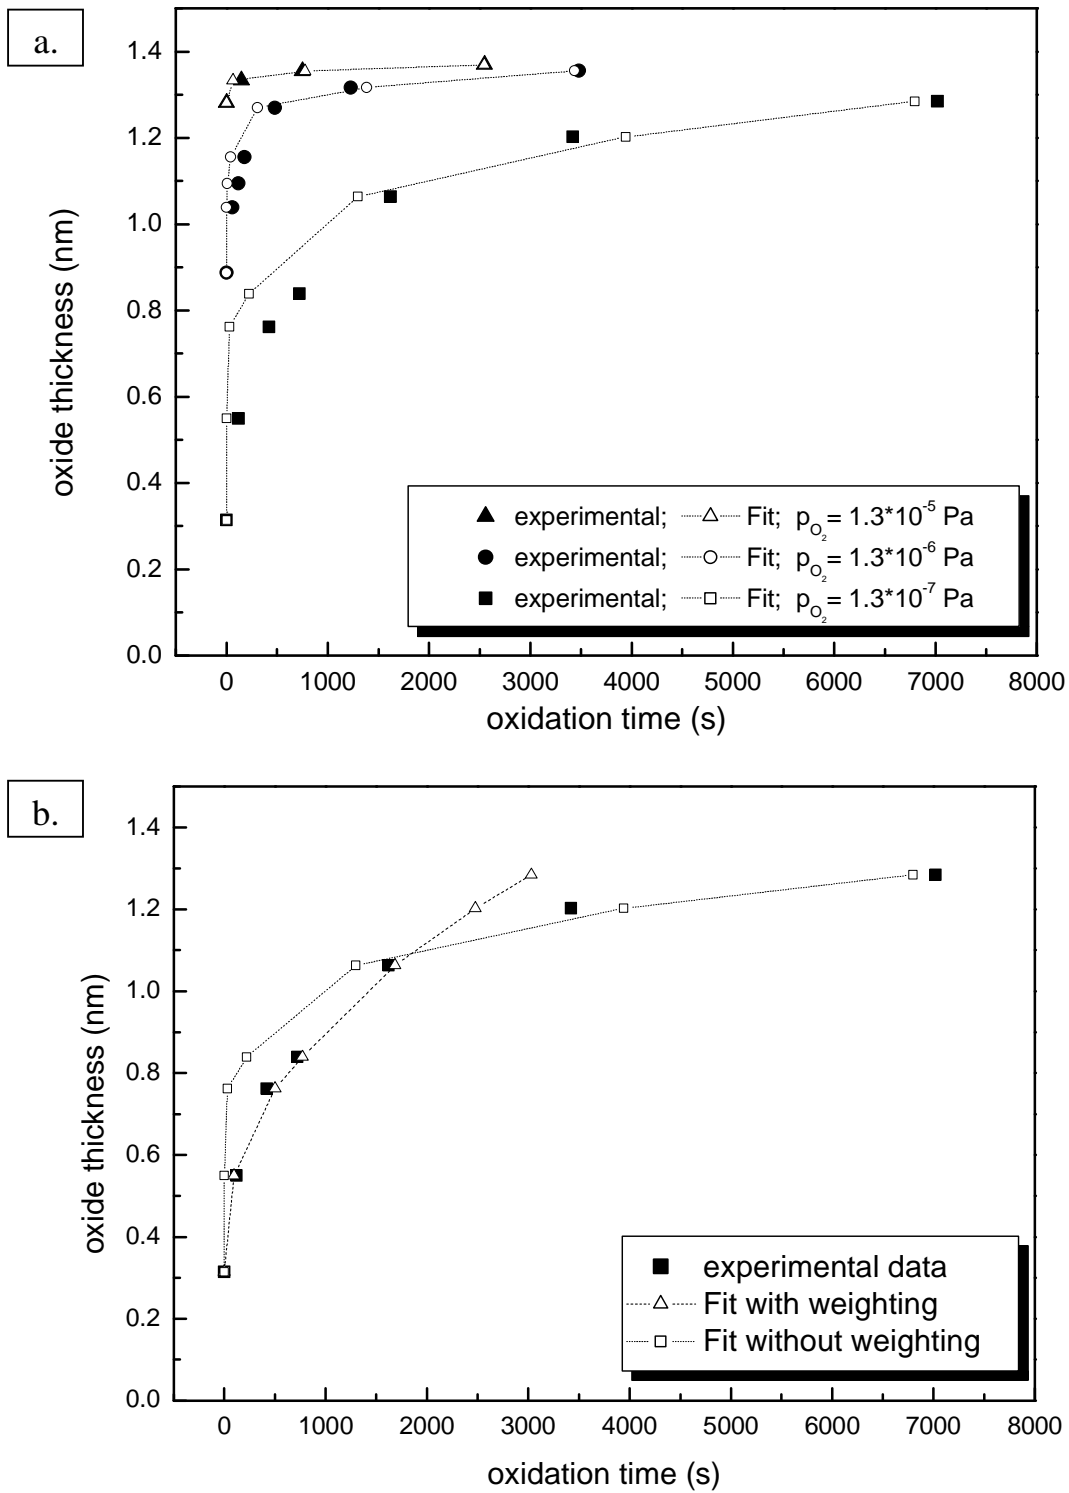 a.
1.4
1.2
1.0
0.8
0.6
0.4
0.2
0.0
oxide thickness (nm)
experimental; Fit; pO2 = 1.3*10-5 Pa
experimental; Fit; pO2 = 1.3*10-6 Pa
experimental; Fit; pO2 = 1.3*10-7 Pa
0 1000 2000 3000 4000 5000 6000 7000 8000
oxidation time (s)
b.
1.4
1.2
1.0
0.8
0.6
0.4
0.2
0.0
oxide thickness (nm)
experimental data
Fit with weighting
Fit without weighting
0 1000 2000 3000 4000 5000 6000 7000 8000
oxidation time (s)